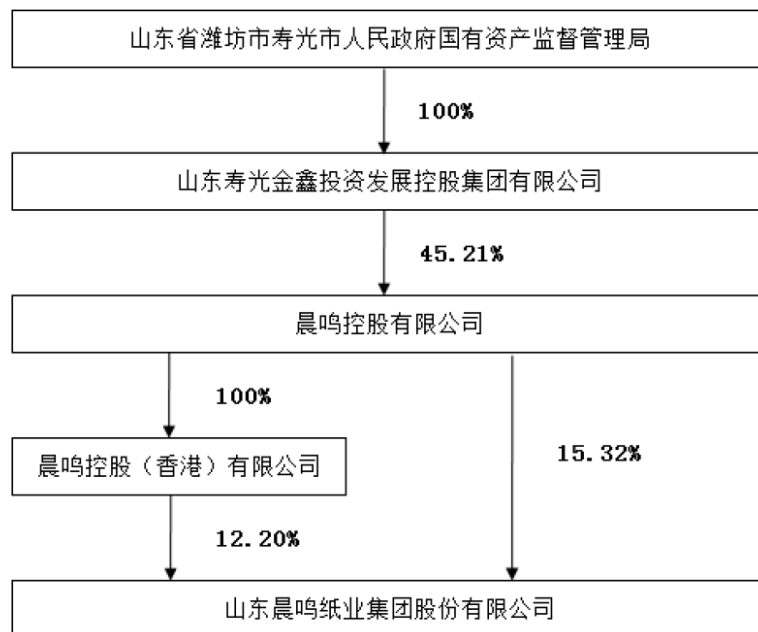 山东省潍坊市寿光市人民政府国有资产监督管理局
100%
山东寿光金鑫投资发展控股集团有限公司
45.21%
晨鸣控股有限公司
100%
晨鸣控股（香港）有限公司
15.32%
12.20%
山东晨鸣纸业集团股份有限公司